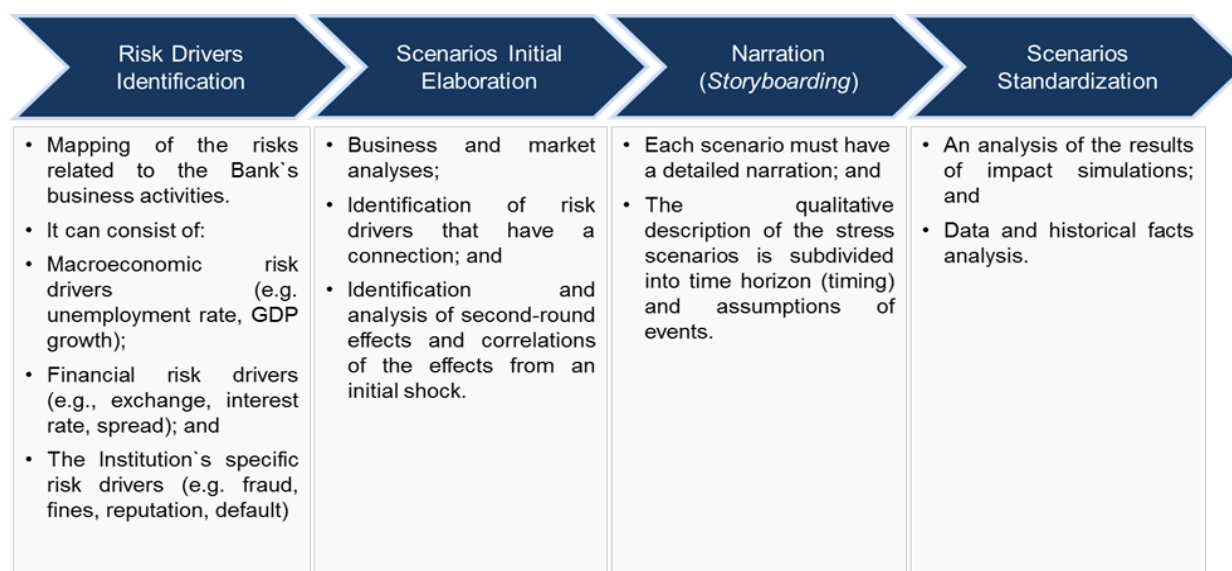 Risk Drivers
Identification
Scenarios Initial
Elaboration
Narration
(Storyboarding)
Scenarios
Standardization
• Mapping of the risks
related to the Bank`s
business activities.
• It can consist of:
• Macroeconomic risk
drivers (e.g.
unemployment rate, GDP
growth);
• Financial risk drivers
(e.g., exchange, interest
rate, spread); and
• The Institution`s specific
risk drivers (e.g. fraud,
fines, reputation, default)
• Business and market
analyses;
• Identification of risk
drivers that have a
connection; and
• Identification and
analysis of second-round
effects and correlations
of the effects from an
initial shock.
• Each scenario must have
a detailed narration; and
• The qualitative
description of the stress
scenarios is subdivided
into time horizon (timing)
and assumptions of
events.
• An analysis of the results
of impact simulations;
and
• Data and historical facts
analysis.